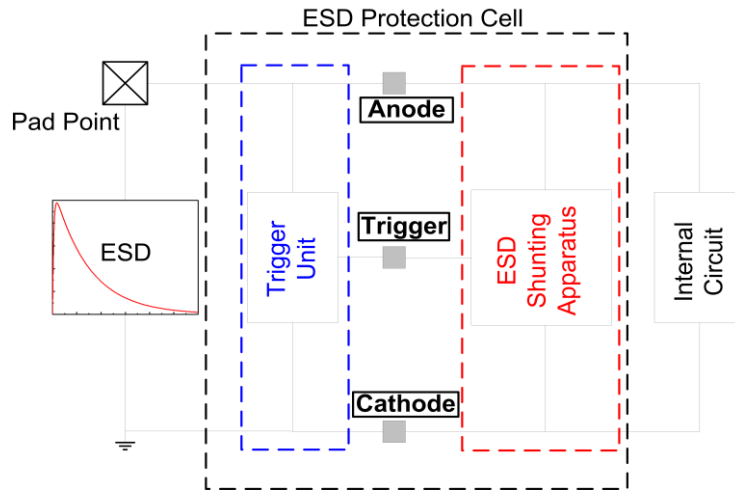 ESD Protection Cell
Pad Point
Anode
ESD
Trigger
Unit
Trigger
ESD
Shunting
Apparatus
Internal
Circuit
Cathode